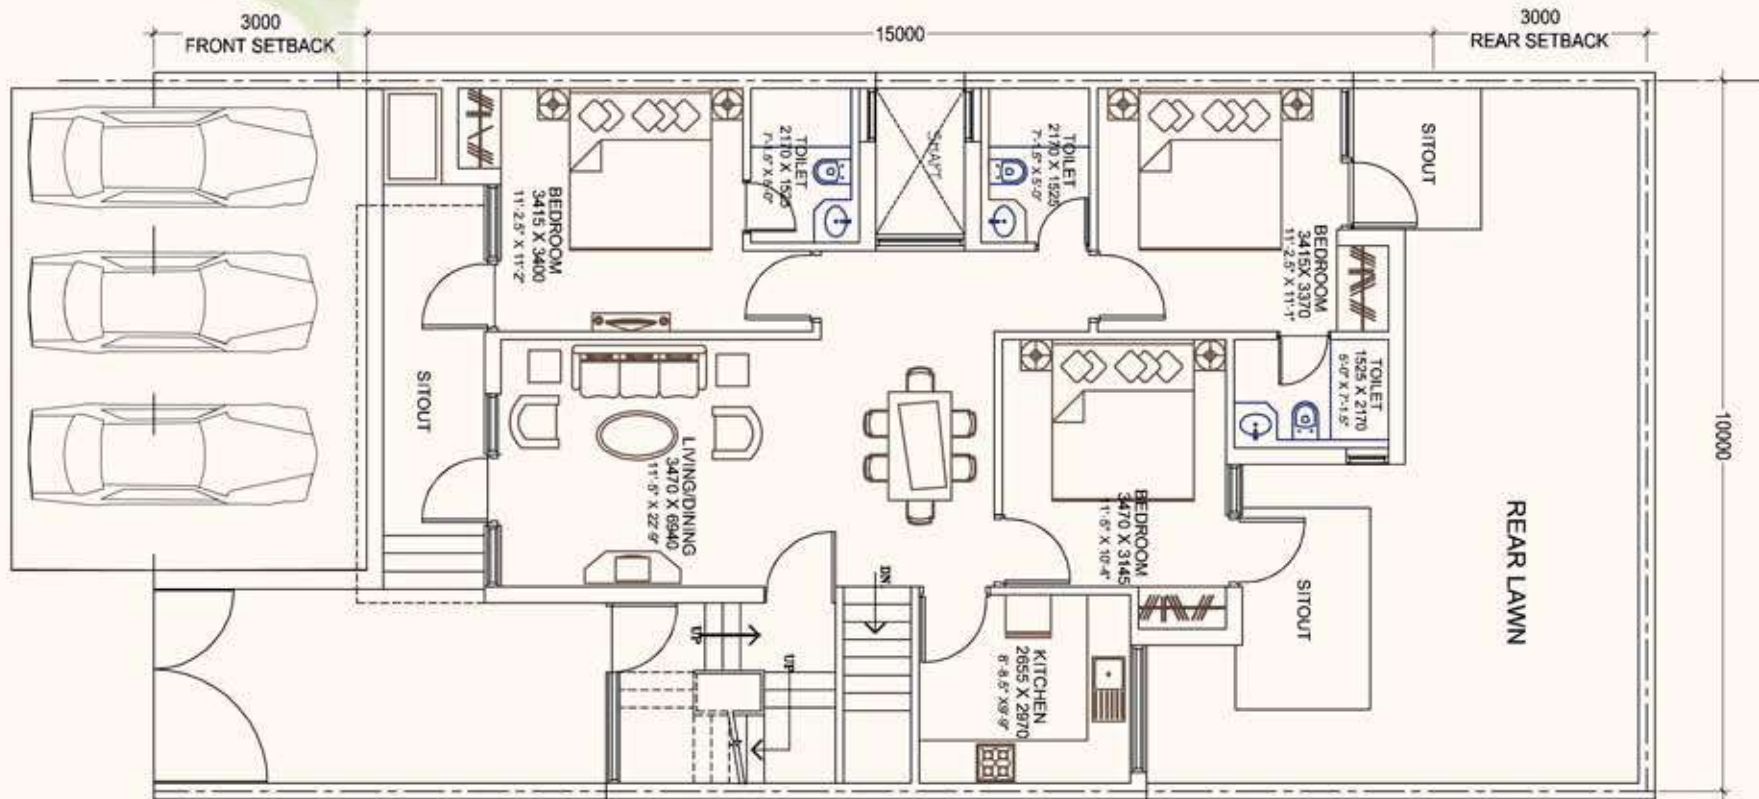 3000
FRONT SETBACK
15000
3000
REAR SETBACK
BEDROOM
3415 X 3400
11'-2.5" X 11'-2"
TOILET
2170 X 1525
7'-1.5" X 5'-0"
SHAFT
TOILET
2170 X 1525
7'-1.5" X 5'-0"
BEDROOM
3415X 3370
11'-2.5" X 11'-1"
SITOUT
TOILET
1525 X 2170
5'-0" X 7'-1.5"
SITOUT
LIVING/DINING
3470 X 6940
11'-5" X 22'-9"
BEDROOM
3470 X 3145
11'-5" X 10'-4"
SITOUT
REAR LAWN
10000
DN
UP
UP
KITCHEN
2655 X 2970
8'-8.5" X9'-9"